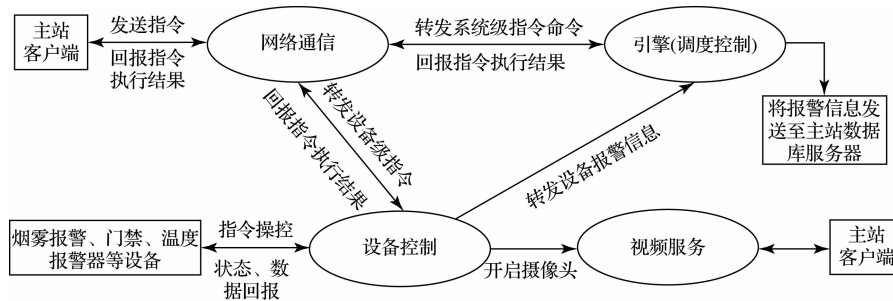 主站
客户端
发送指令
回报指令
执行结果
网络通信
转发系统级指令命令
回报指令执行结果
引擎(调度控制)
将报警信息发
送至主站数据
库服务器
转发设备级指令
回报指令执行结果
转发设备报警信息
烟雾报警、门禁、温度
报警器等设备
指令操控
状态、数
据回报
设备控制
开启摄像头
视频服务
主站
客户端